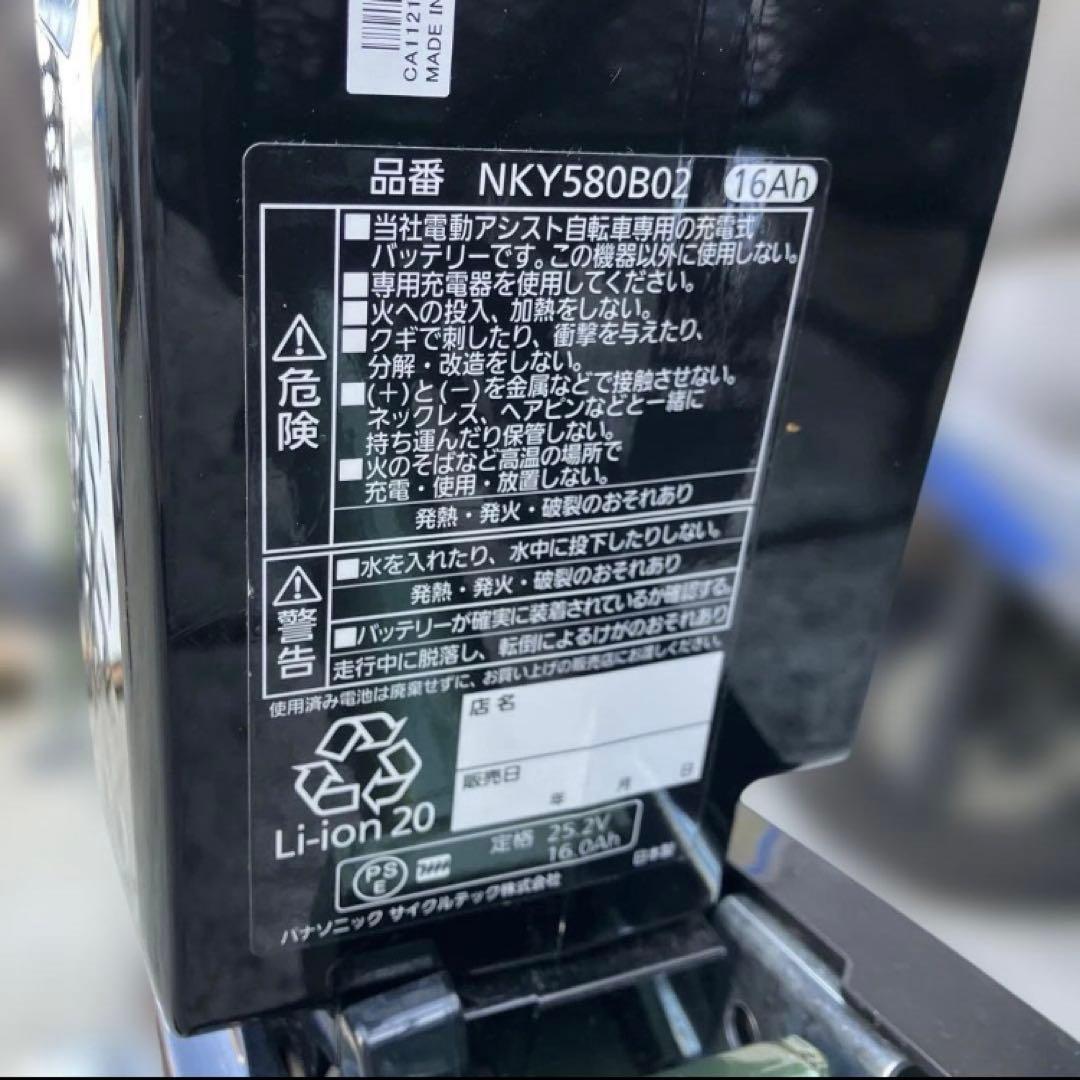 CA1121
MADE IN
品番 NKY580B02 16Ah
危険
■当社電動アシスト自転車専用の充電式
バッテリーです。この機器以外に使用しない。
■専用充電器を使用してください。
■火への投入、加熱をしない。
■クギで刺したり、衝撃を与えたり、
分解・改造をしない。
■(+)と(−)を金属などで接触させない。
ネックレス、ヘアピンなどと一緒に
持ち運んだり保管しない。
■火のそばなど高温の場所で
充電・使用・放置しない。
発熱・発火・破裂のおそれあり
警告
■水を入れたり、水中に投下したりしない。
発熱・発火・破裂のおそれあり
■バッテリーが確実に装着されているか確認する。
走行中に脱落し、転倒によるけがのおそれあり
使用済み電池は廃棄せずに、お買い上げの販売店にお渡しください。
店名
販売日
年 月 日
Li-ion 20
PSE
定格 25.2V
16.0Ah
日本製
パナソニック サイクルテック株式会社